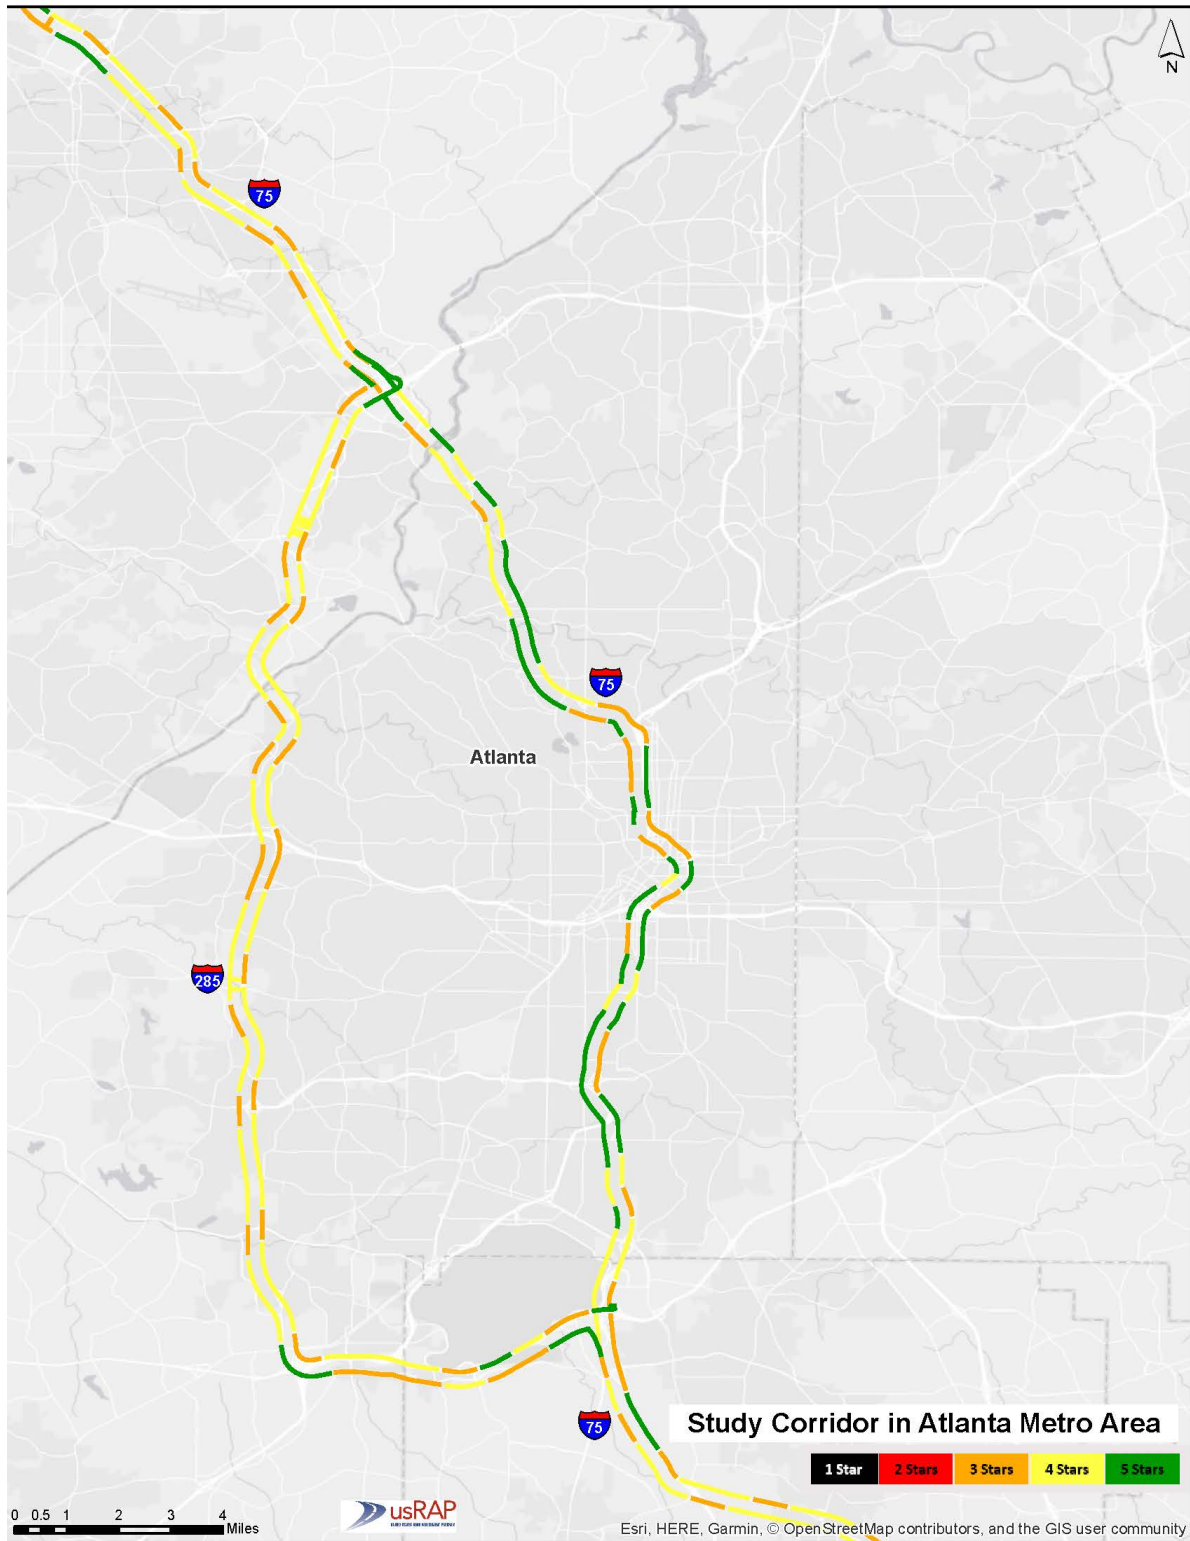 N
75
75
Atlanta
285
75
Study Corridor in Atlanta Metro Area
1 Star 2 Stars 3 Stars 4 Stars 5 Stars
0 0.5 1 2 3 4
Miles
usRAP
Esri, HERE, Garmin, © OpenStreetMap contributors, and the GIS user community